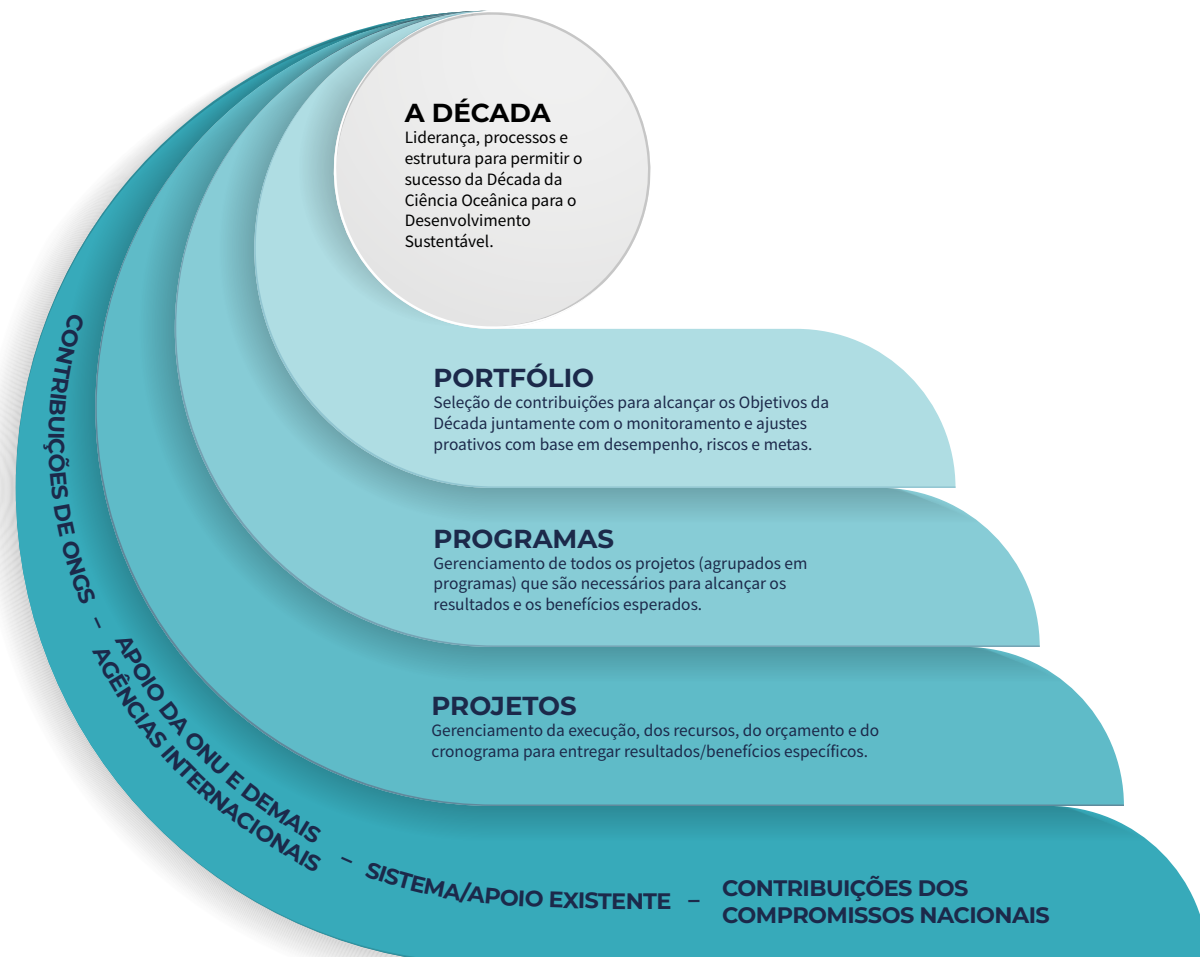 A DÉCADA
Liderança, processos e
estrutura para permitir o
sucesso da Década da
Ciência Oceânica para o
Desenvolvimento
Sustentável.
PORTFÓLIO
Seleção de contribuições para alcançar os Objetivos da
Década juntamente com o monitoramento e ajustes
proativos com base em desempenho, riscos e metas.
PROGRAMAS
Gerenciamento de todos os projetos (agrupados em
programas) que são necessários para alcançar os
resultados e os benefícios esperados.
PROJETOS
Gerenciamento da execução, dos recursos, do orçamento e do
cronograma para entregar resultados/benefícios específicos.
CONTRIBUIÇÕES DE ONGS –
APOIO DA ONU E DEMAIS
AGÊNCIAS INTERNACIONAIS
– SISTEMA/APOIO EXISTENTE –
CONTRIBUIÇÕES DOS
COMPROMISSOS NACIONAIS